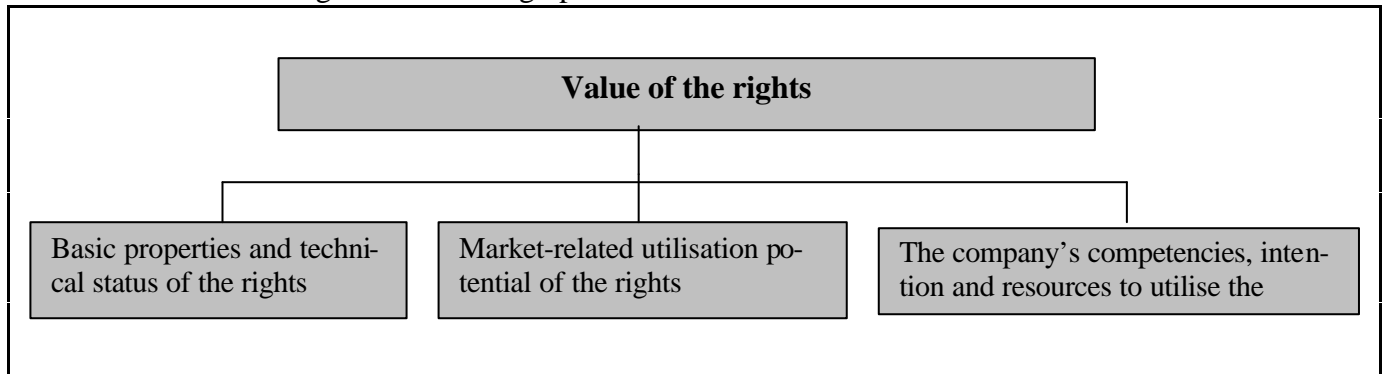 Value of the rights
Basic properties and techni-
cal status of the rights
Market-related utilisation po-
tential of the rights
The company's competencies, inten-
tion and resources to utilise the